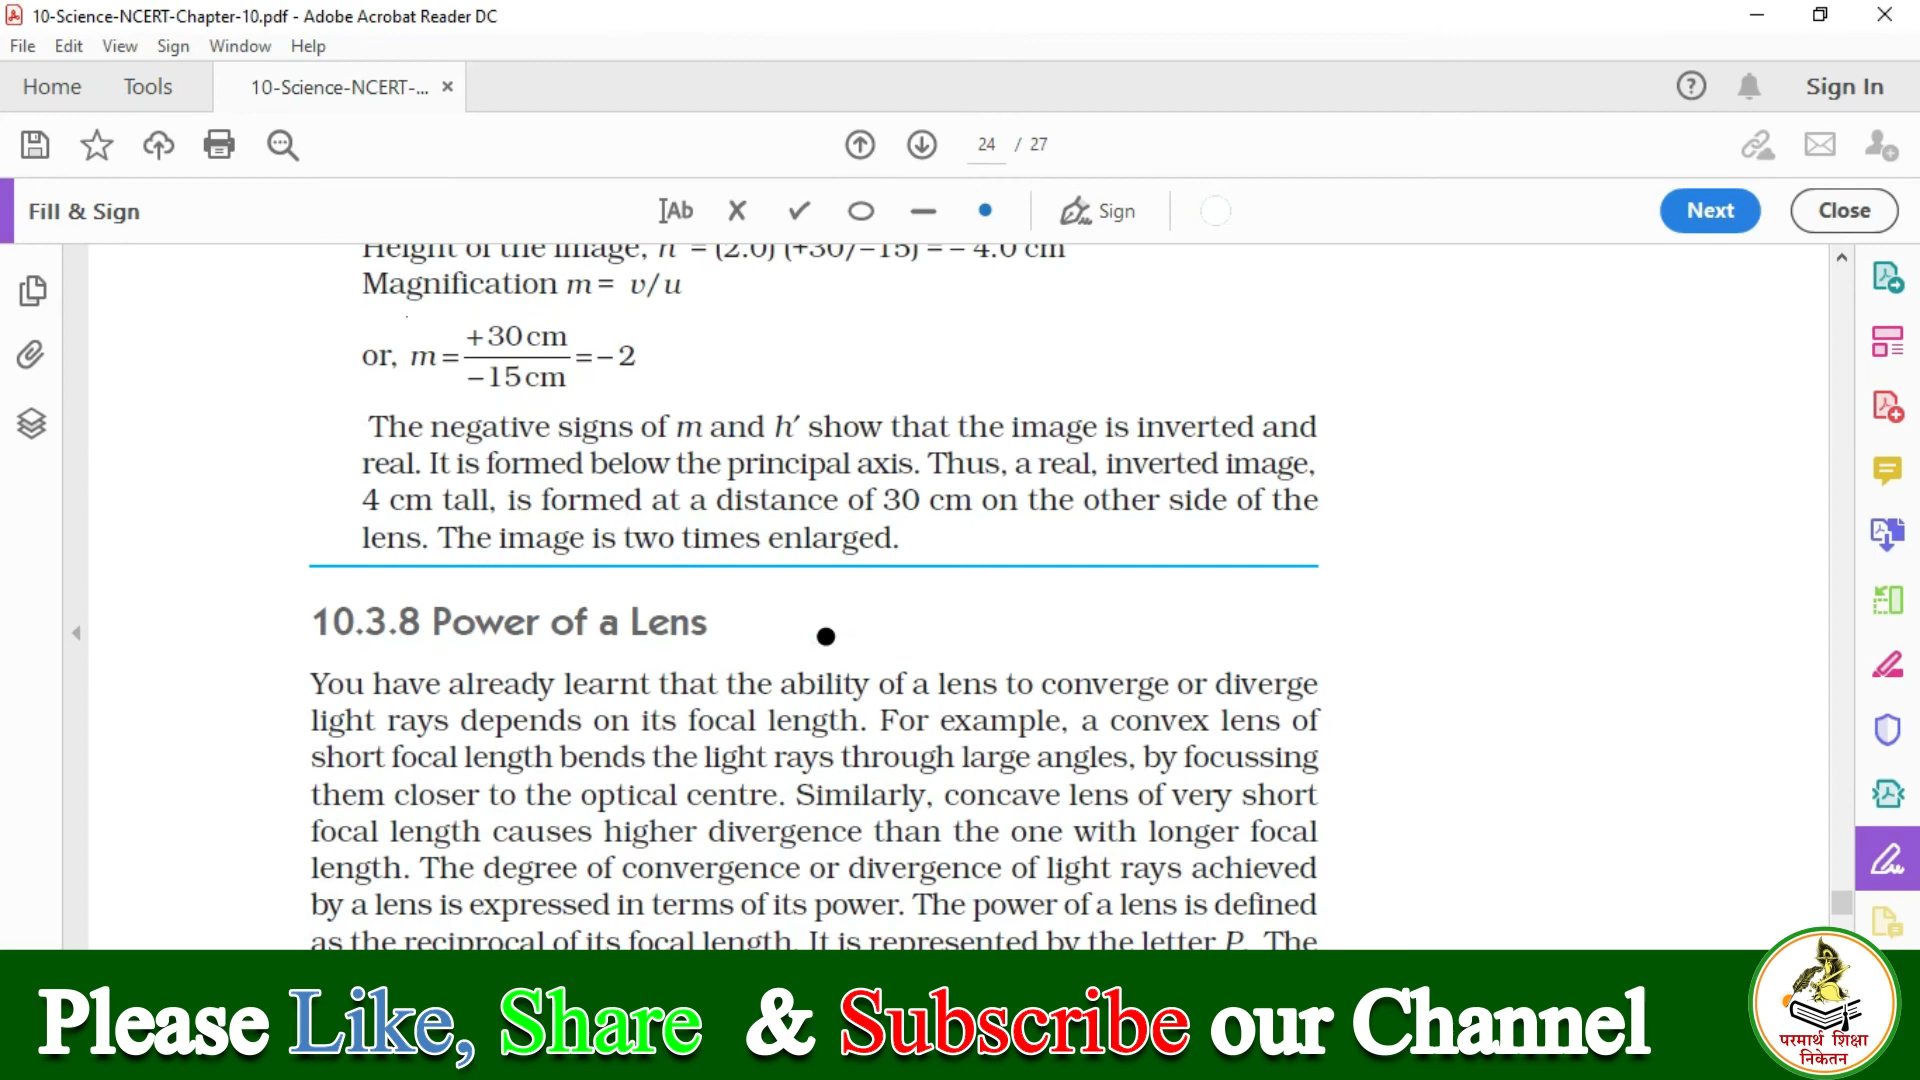 10-Science-NCERT-Chapter-10.pdf - Adobe Acrobat Reader DC
File Edit View Sign Window Help
Home Tools 10-Science-NCERT-... × Sign In
24 / 27
Fill & Sign IAb Sign Next Close
Height of the image, h′ = (2.0) (+30/–15) = – 4.0 cm
Magnification m = v/u
or, m = +30 cm / –15 cm = – 2
The negative signs of m and h′ show that the image is inverted and
real. It is formed below the principal axis. Thus, a real, inverted image,
4 cm tall, is formed at a distance of 30 cm on the other side of the
lens. The image is two times enlarged.
10.3.8 Power of a Lens
You have already learnt that the ability of a lens to converge or diverge
light rays depends on its focal length. For example, a convex lens of
short focal length bends the light rays through large angles, by focussing
them closer to the optical centre. Similarly, concave lens of very short
focal length causes higher divergence than the one with longer focal
length. The degree of convergence or divergence of light rays achieved
by a lens is expressed in terms of its power. The power of a lens is defined
as the reciprocal of its focal length. It is represented by the letter P. The
Please Like, Share & Subscribe our Channel
परमार्थ शिक्षा
निकेतन